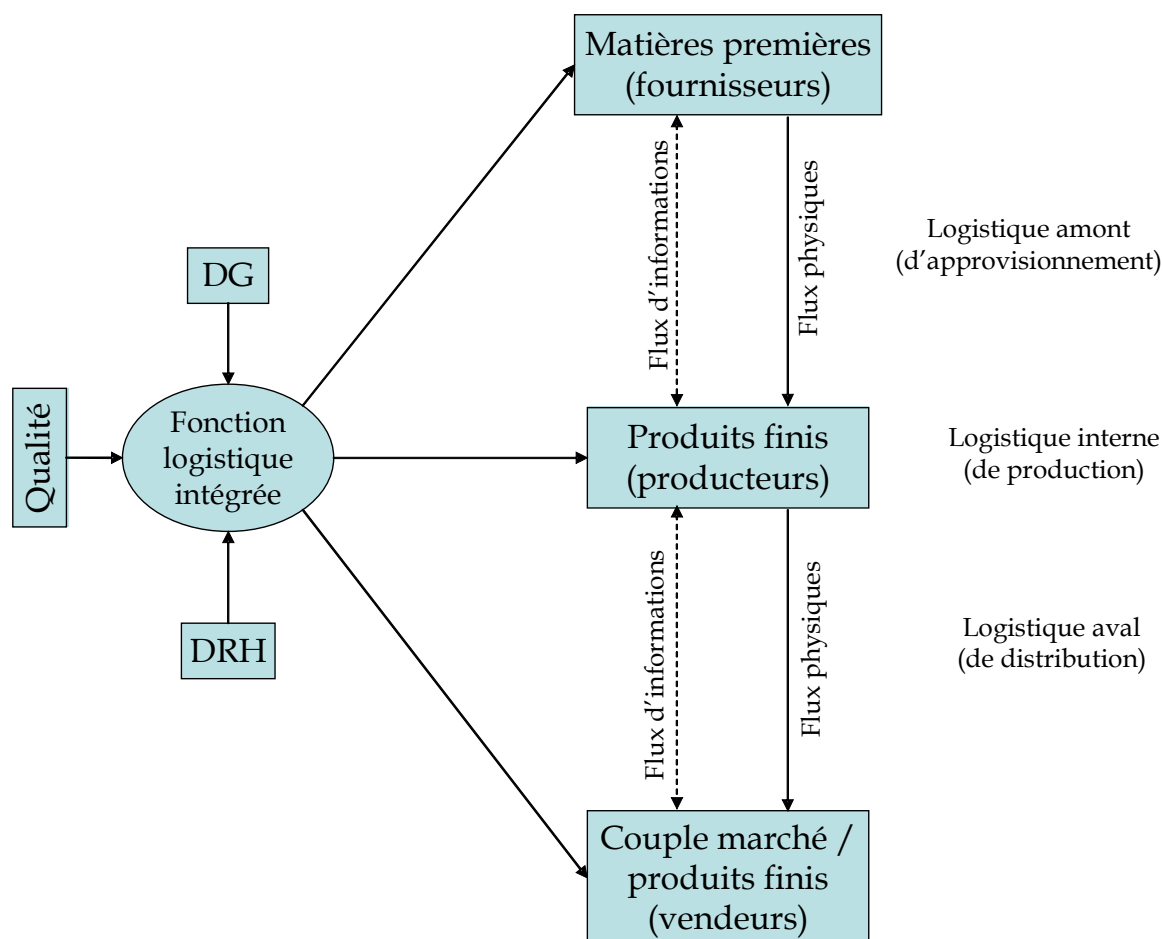 Matières premières
(fournisseurs)
Flux d’informations
Flux physiques
Logistique amont
(d’approvisionnement)
DG
Qualité
Fonction
logistique
intégrée
DRH
Produits finis
(producteurs)
Logistique interne
(de production)
Flux d’informations
Flux physiques
Logistique aval
(de distribution)
Couple marché /
produits finis
(vendeurs)